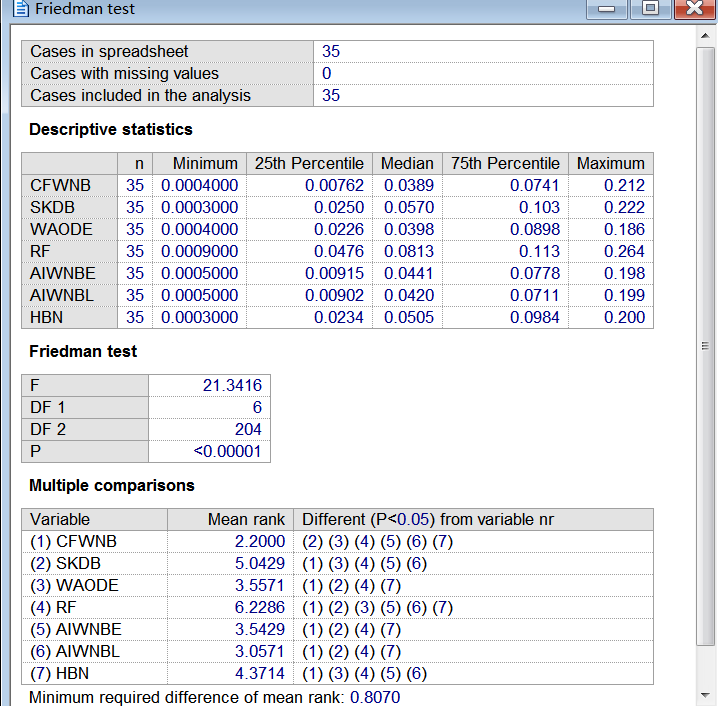 Friedman test
Cases in spreadsheet 35
Cases with missing values 0
Cases included in the analysis 35
Descriptive statistics
n Minimum 25th Percentile Median 75th Percentile Maximum
CFWNB 35 0.0004000 0.00762 0.0389 0.0741 0.212
SKDB 35 0.0003000 0.0250 0.0570 0.103 0.222
WAODE 35 0.0004000 0.0226 0.0398 0.0898 0.186
RF 35 0.0009000 0.0476 0.0813 0.113 0.264
AIWNBE 35 0.0005000 0.00915 0.0441 0.0778 0.198
AIWNBL 35 0.0005000 0.00902 0.0420 0.0711 0.199
HBN 35 0.0003000 0.0234 0.0505 0.0984 0.200
Friedman test
F 21.3416
DF 1 6
DF 2 204
P <0.00001
Multiple comparisons
Variable Mean rank Different (P<0.05) from variable nr
(1) CFWNB 2.2000 (2) (3) (4) (5) (6) (7)
(2) SKDB 5.0429 (1) (3) (4) (5) (6)
(3) WAODE 3.5571 (1) (2) (4) (7)
(4) RF 6.2286 (1) (2) (3) (5) (6) (7)
(5) AIWNBE 3.5429 (1) (2) (4) (7)
(6) AIWNBL 3.0571 (1) (2) (4) (7)
(7) HBN 4.3714 (1) (3) (4) (5) (6)
Minimum required difference of mean rank: 0.8070